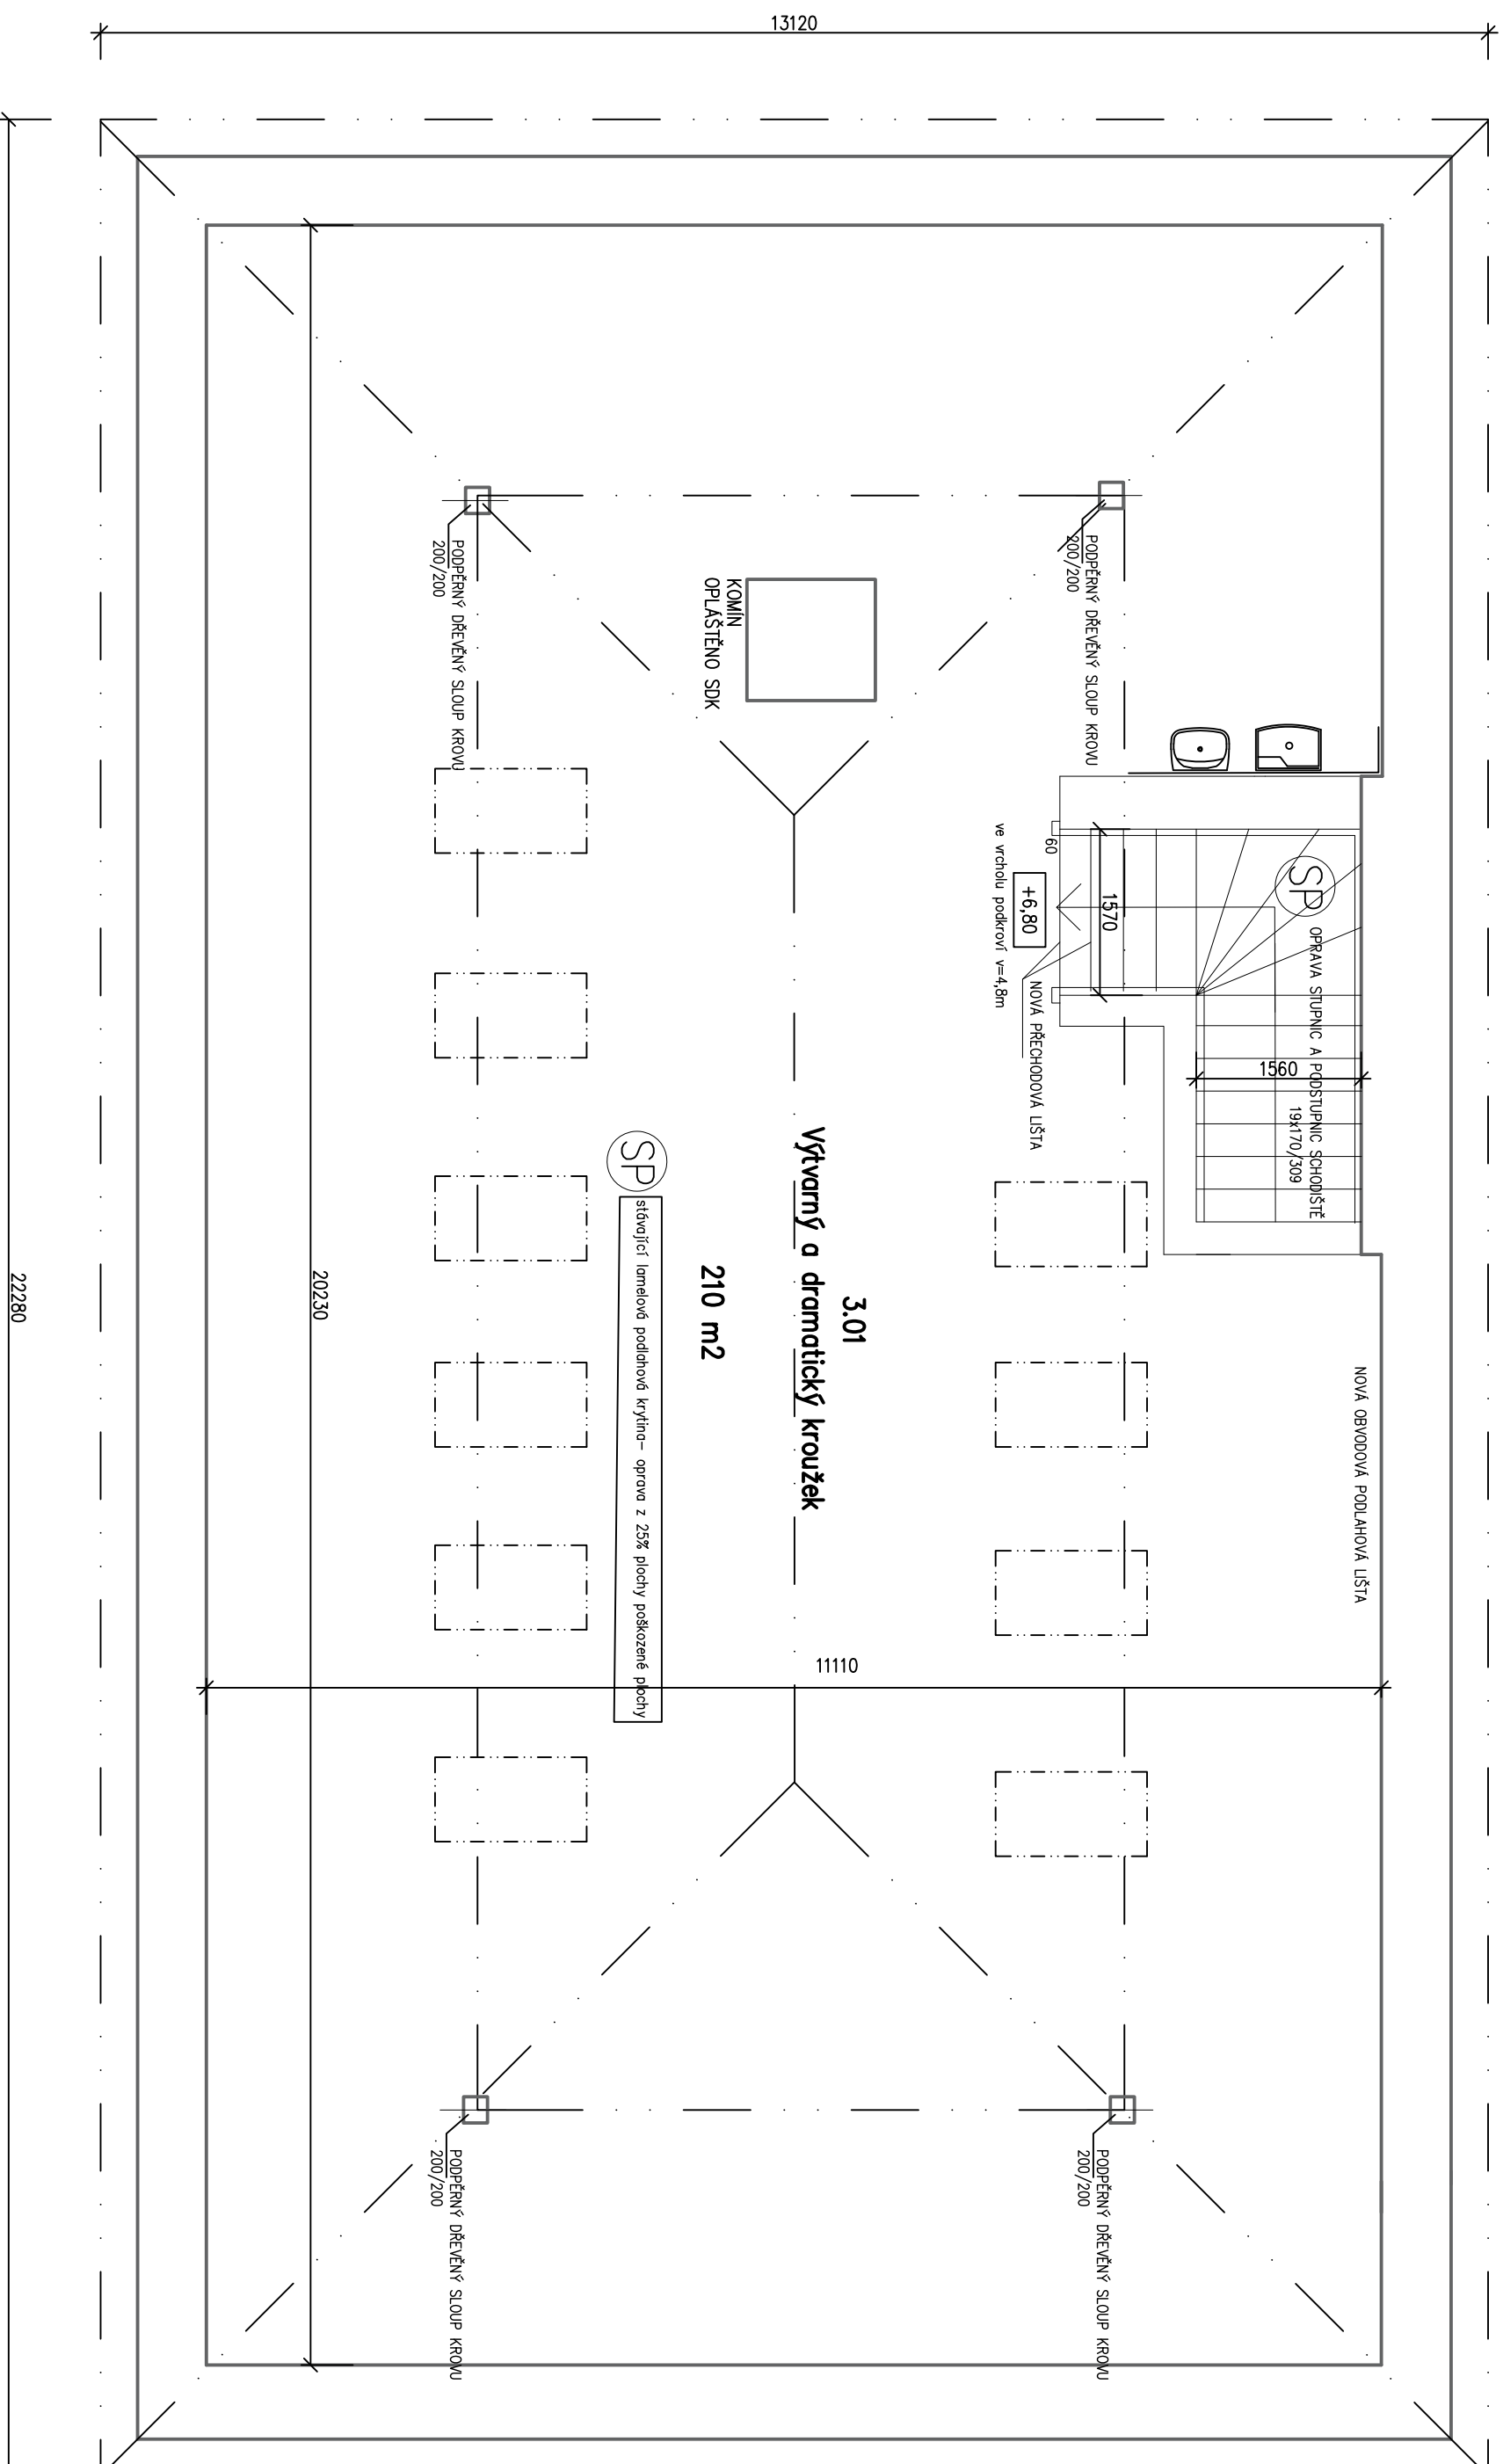 13120
22280
20230
11110
PODPĚRNÝ DŘEVĚNÝ SLOUP KROVU
200/200
PODPĚRNÝ DŘEVĚNÝ SLOUP KROVU
200/200
KOMÍN
OPLÁŠTĚNO SDK
SP
OPRAVA STUPNIC A PODSTUPNIC SCHODIŠTĚ
19x170/309
1570
1560
60
+6,80
ve vrcholu podkroví v=4,8m
NOVÁ PŘECHODOVÁ LIŠTA
NOVÁ OBVODOVÁ PODLAHOVÁ LIŠTA
3.01
Výtvarný a dramatický kroužek
210 m2
SP
stávající lamelová podlahová krytina- oprava z 25% plochy poškozené plochy
PODPĚRNÝ DŘEVĚNÝ SLOUP KROVU
200/200
PODPĚRNÝ DŘEVĚNÝ SLOUP KROVU
200/200